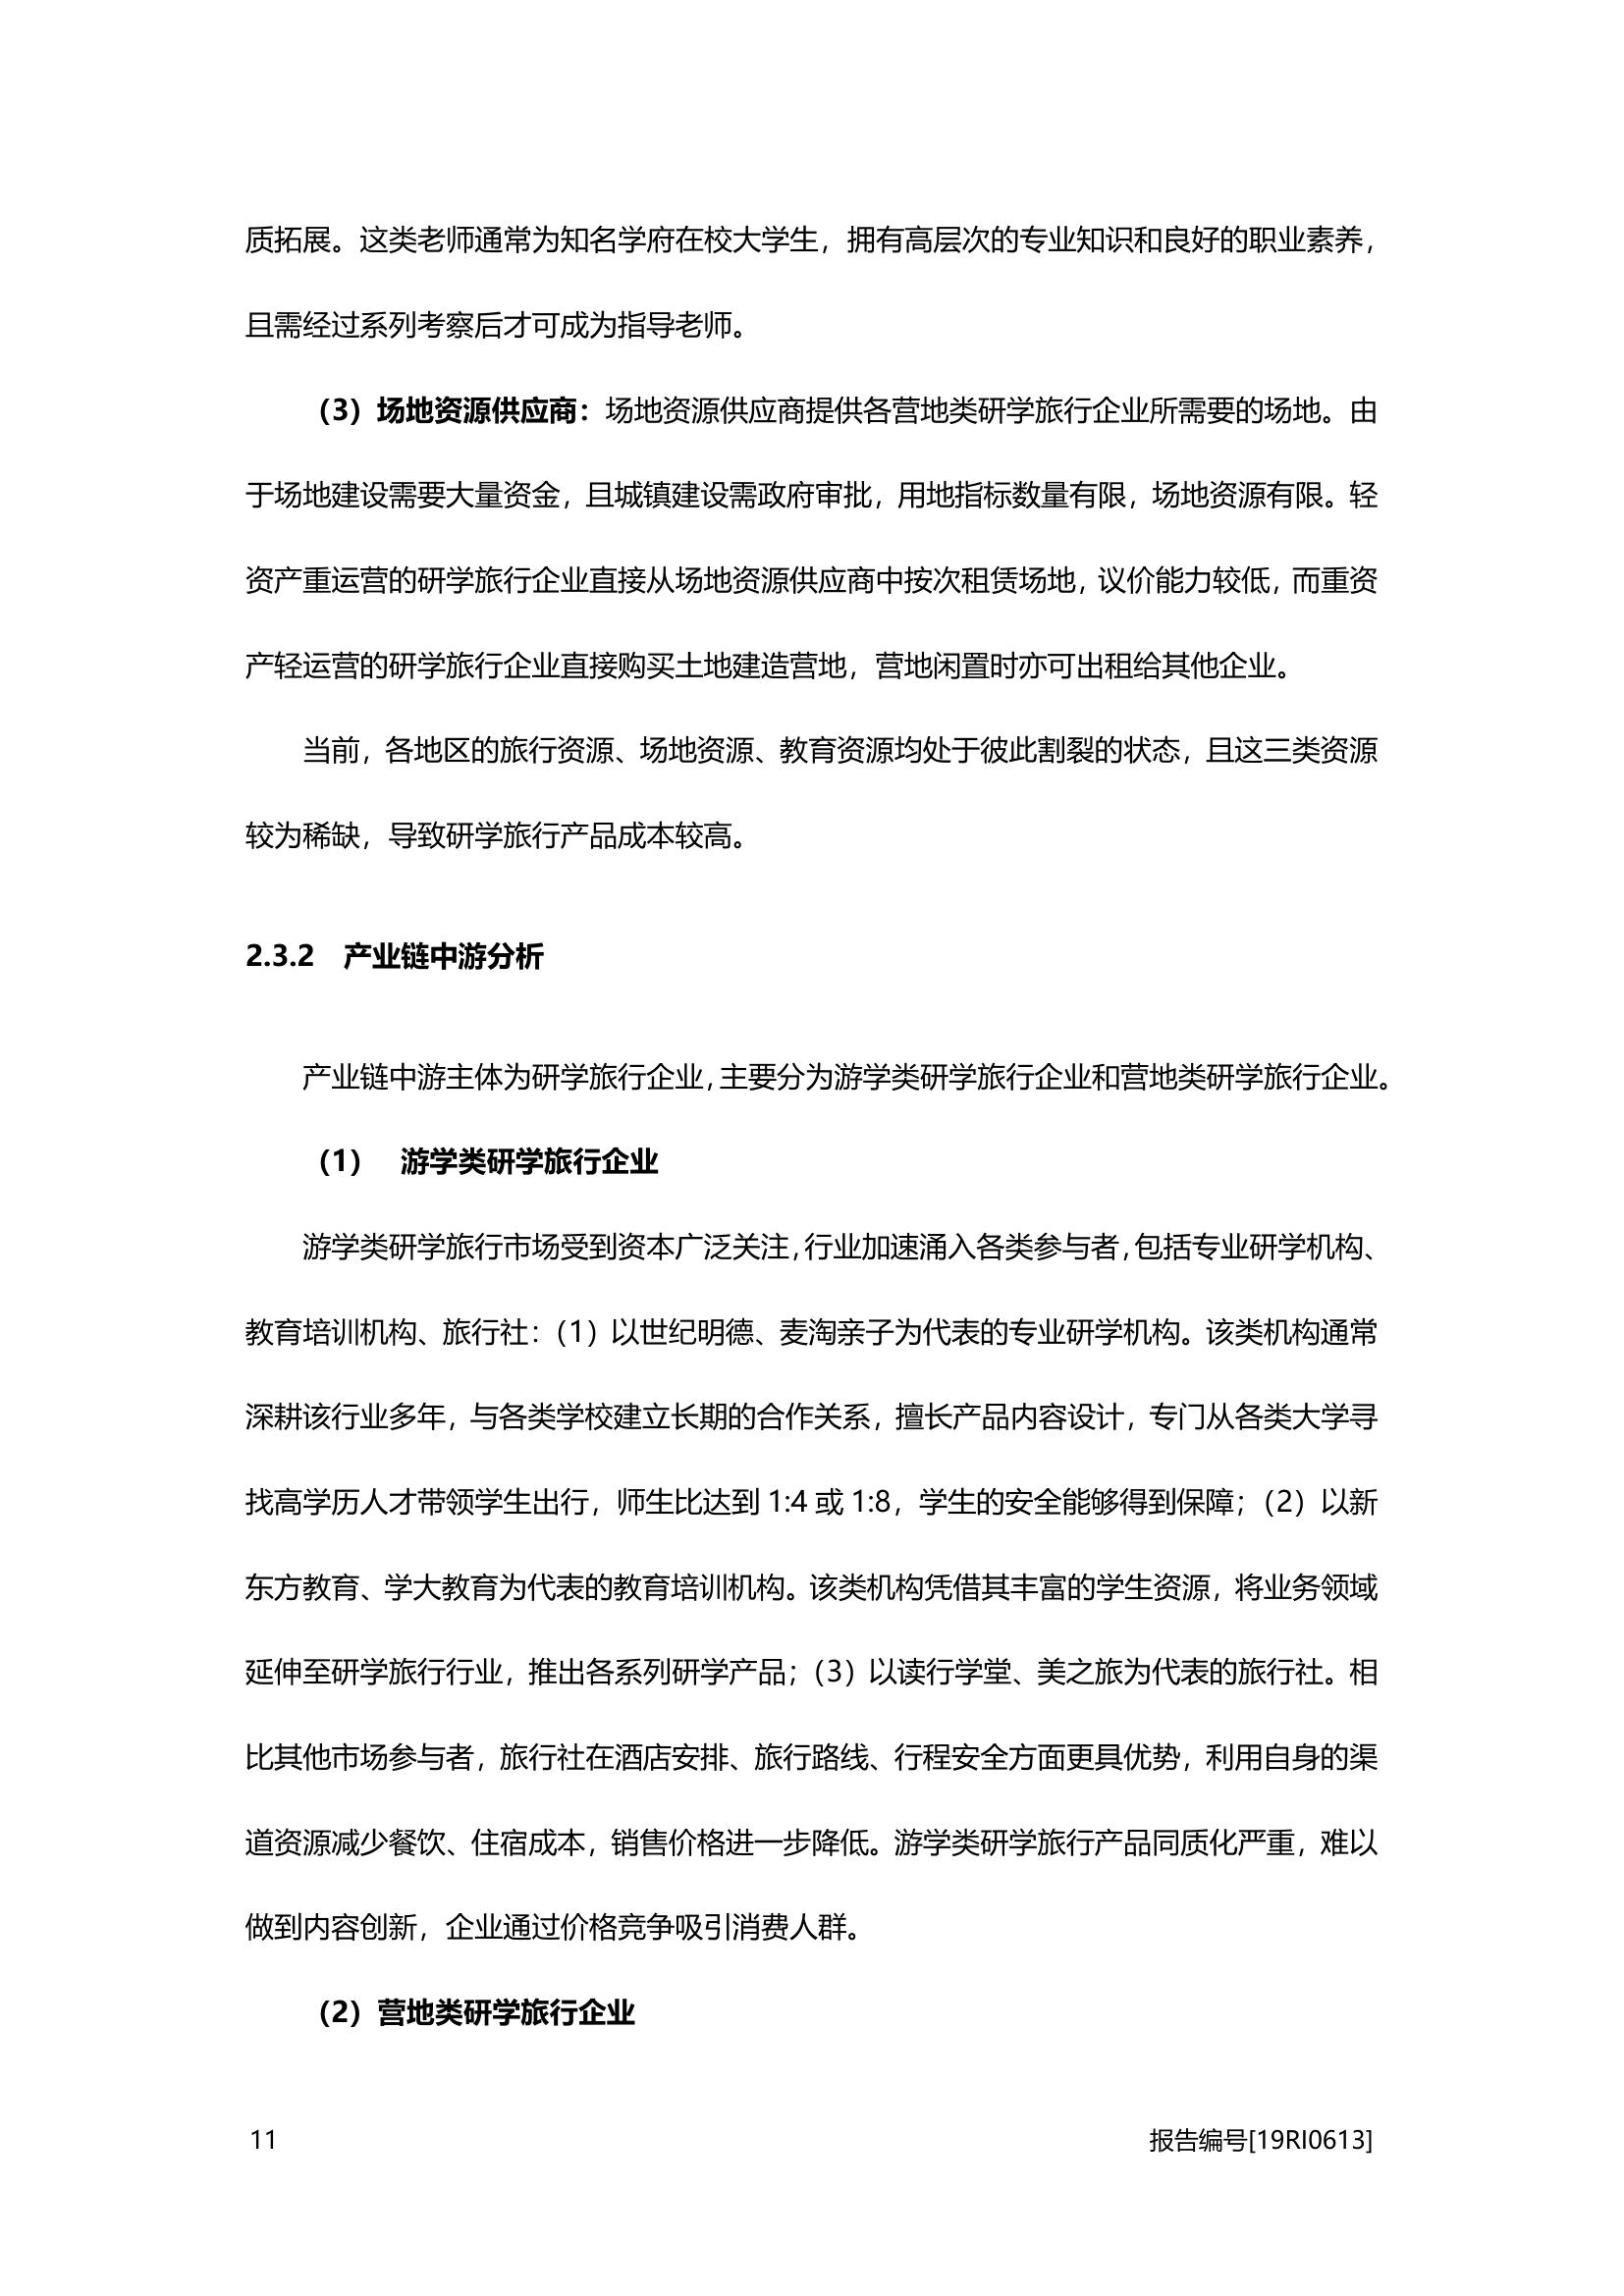 质拓展。这类老师通常为知名学府在校大学生，拥有高层次的专业知识和良好的职业素养，
且需经过系列考察后才可成为指导老师。
（3）场地资源供应商：场地资源供应商提供各营地类研学旅行企业所需要的场地。由
于场地建设需要大量资金，且城镇建设需政府审批，用地指标数量有限，场地资源有限。轻
资产重运营的研学旅行企业直接从场地资源供应商中按次租赁场地，议价能力较低，而重资
产轻运营的研学旅行企业直接购买土地建造营地，营地闲置时亦可出租给其他企业。
当前，各地区的旅行资源、场地资源、教育资源均处于彼此割裂的状态，且这三类资源
较为稀缺，导致研学旅行产品成本较高。
2.3.2 产业链中游分析
产业链中游主体为研学旅行企业，主要分为游学类研学旅行企业和营地类研学旅行企业。
（1） 游学类研学旅行企业
游学类研学旅行市场受到资本广泛关注，行业加速涌入各类参与者，包括专业研学机构、
教育培训机构、旅行社：（1）以世纪明德、麦淘亲子为代表的专业研学机构。该类机构通常
深耕该行业多年，与各类学校建立长期的合作关系，擅长产品内容设计，专门从各类大学寻
找高学历人才带领学生出行，师生比达到 1:4 或 1:8，学生的安全能够得到保障；（2）以新
东方教育、学大教育为代表的教育培训机构。该类机构凭借其丰富的学生资源，将业务领域
延伸至研学旅行行业，推出各系列研学产品；（3）以读行学堂、美之旅为代表的旅行社。相
比其他市场参与者，旅行社在酒店安排、旅行路线、行程安全方面更具优势，利用自身的渠
道资源减少餐饮、住宿成本，销售价格进一步降低。游学类研学旅行产品同质化严重，难以
做到内容创新，企业通过价格竞争吸引消费人群。
（2）营地类研学旅行企业
11 报告编号[19RI0613]